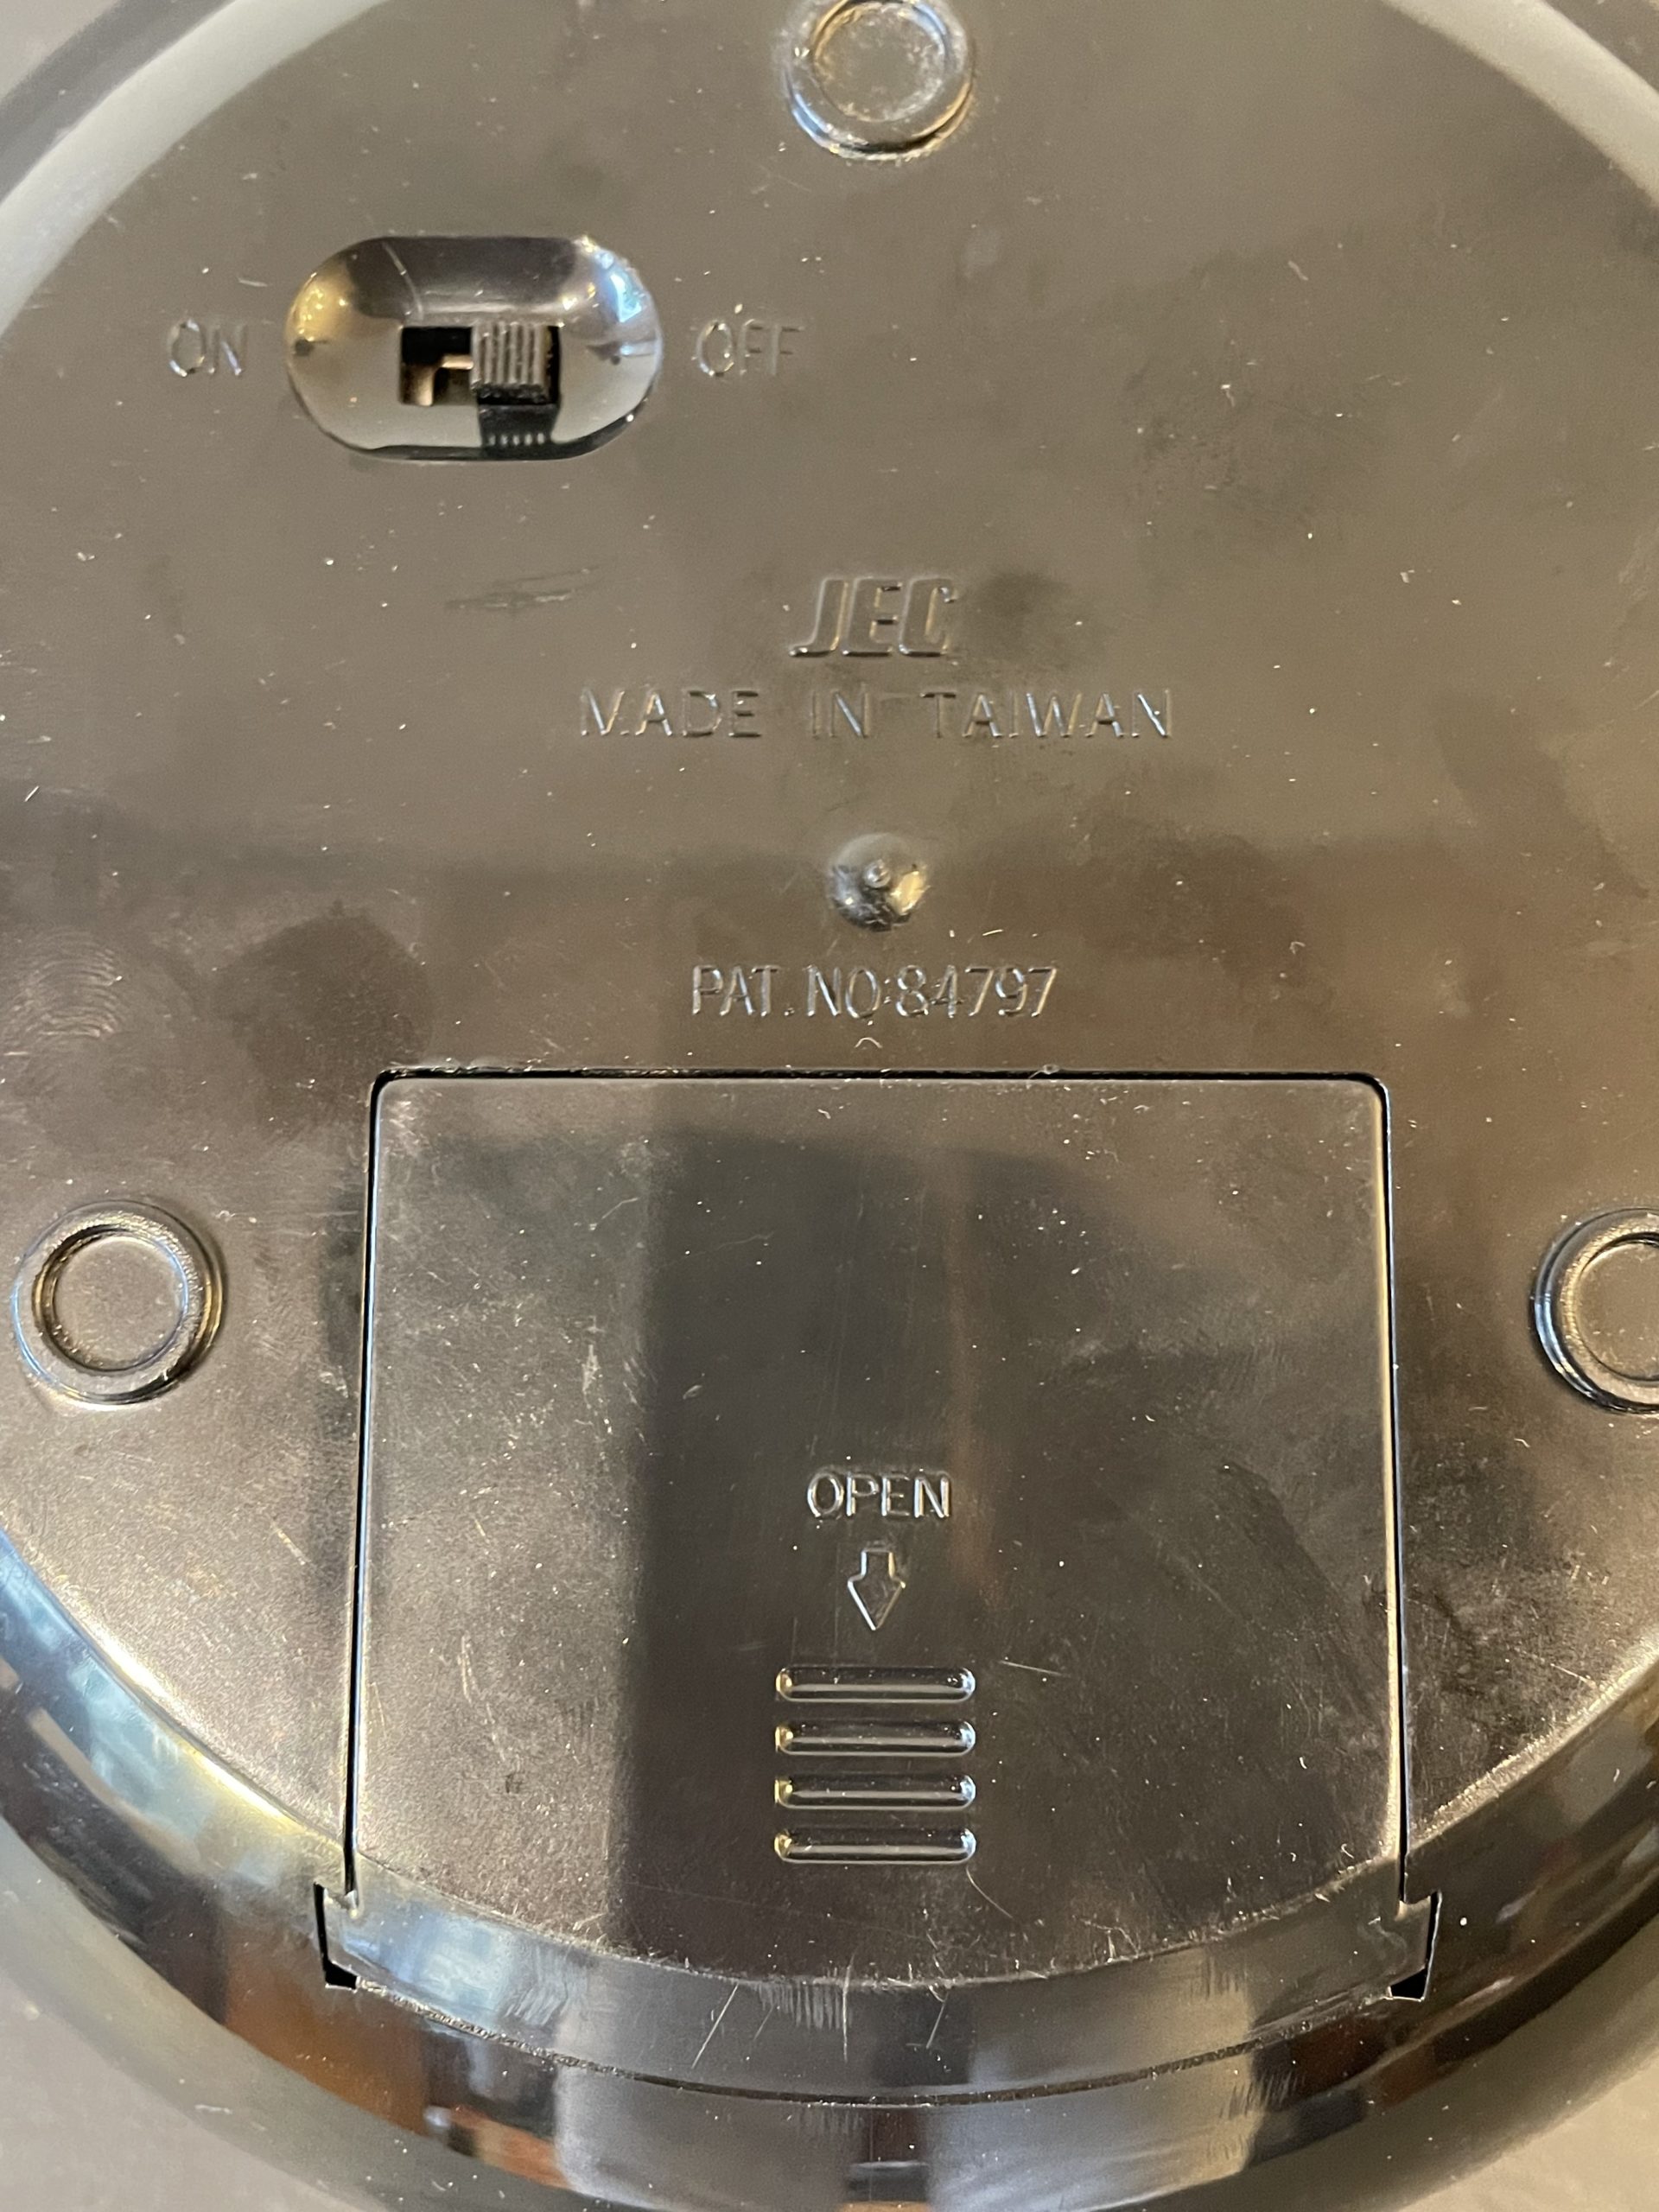 ON OFF
JEC
MADE IN TAIWAN
PAT.NO:84797
OPEN